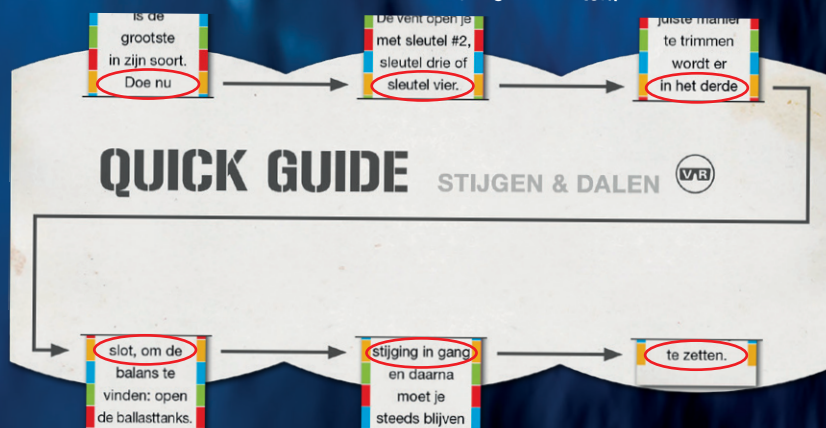 is de
grootste
in zijn soort.
Doe nu
De vent open je
met sleutel #2,
sleutel drie of
sleutel vier.
juiste manier
te trimmen
wordt er
in het derde
QUICK GUIDE STIJGEN & DALEN VR
slot, om de
balans te
vinden: open
de ballasttanks.
stijging in gang
en daarna
moet je
steeds blijven
te zetten.